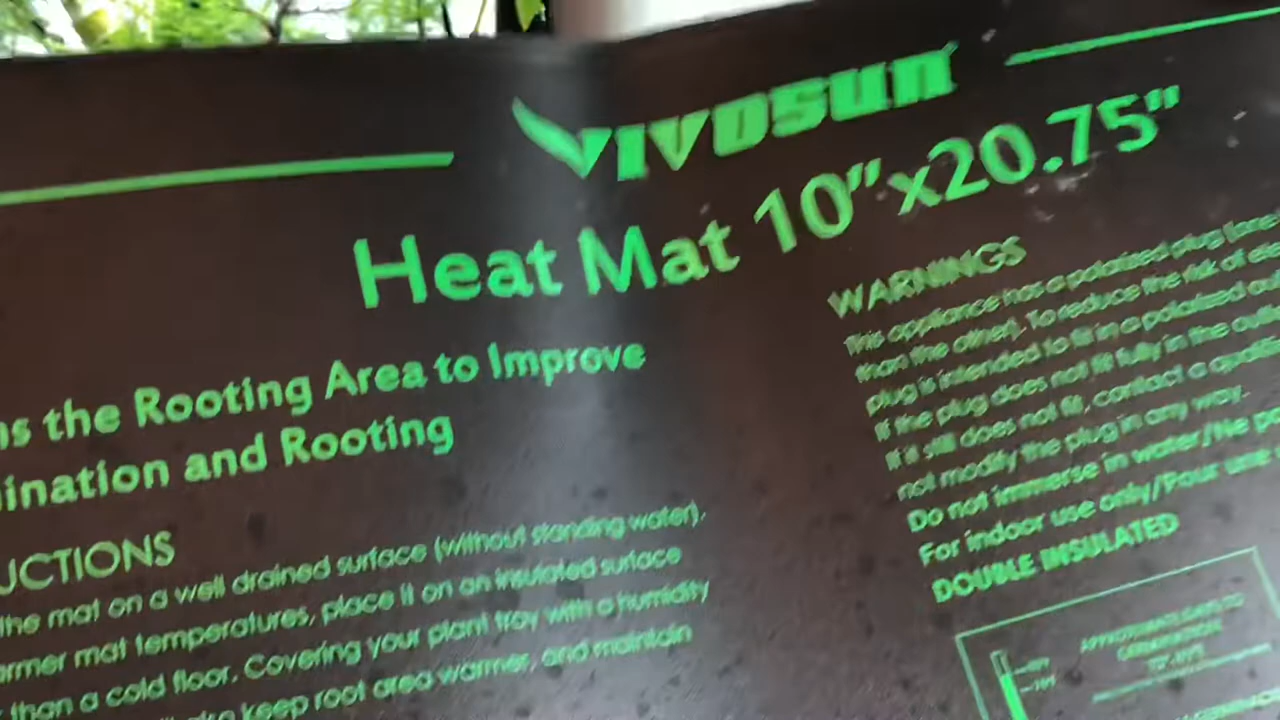 VIVOSUN
Heat Mat 10"x20.75"
the Rooting Area to Improve
and Rooting
WARNINGS
This appliance has a polarized plug
than the other). To reduce the risk of
plug is intended to fit in a polarized
If the plug does not fit fully in the
If it still does not fit, contact a
not modify the plug in any way.
Do not immerse in water/Ne
For indoor use only/Pour
DOUBLE INSULATED
UCTIONS
the mat on a well drained surface (without standing water).
mat temperatures, place it on an insulated surface
than a cold floor. Covering your plant tray with a humidity
keep root area warmer, and maintain